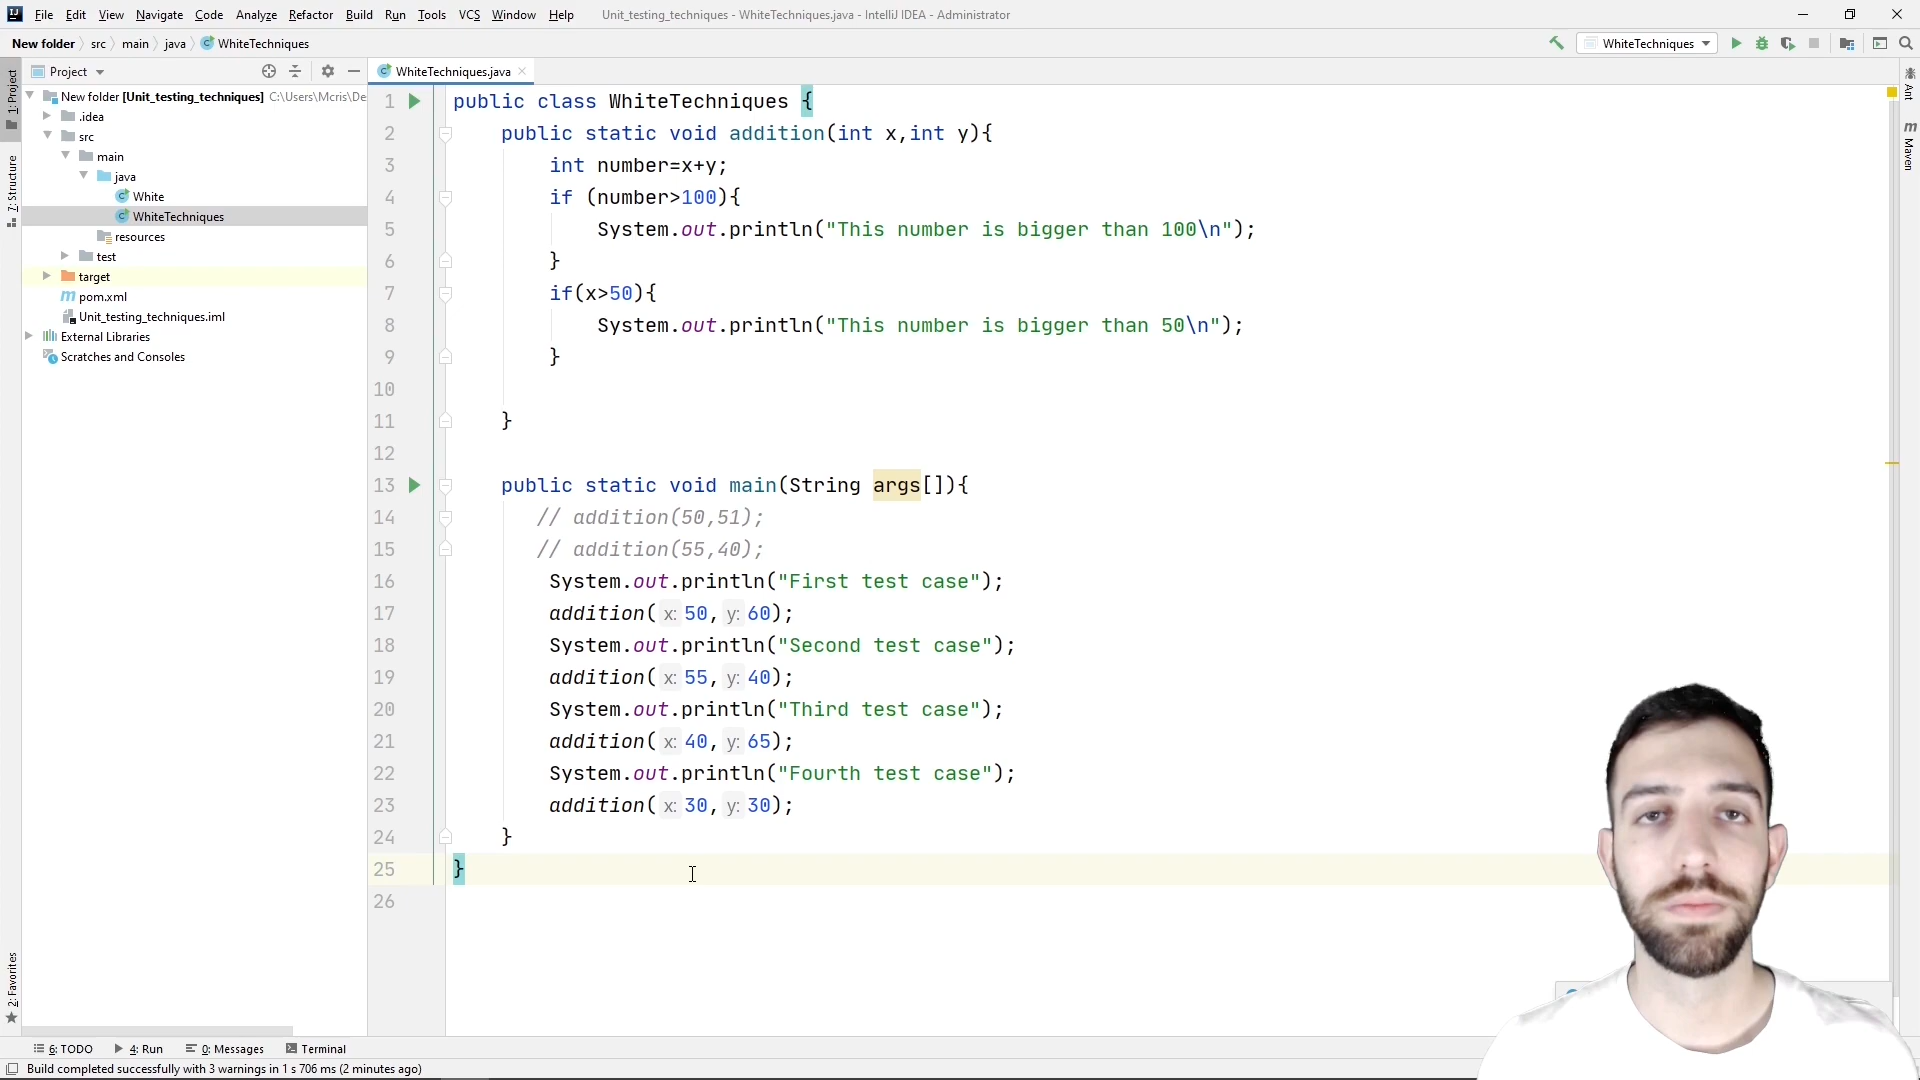 File Edit View Navigate Code Analyze Refactor Build Run Tools VCS Window Help Unit_testing_techniques - WhiteTechniques.java - IntelliJ IDEA - Administrator
New folder src main java WhiteTechniques WhiteTechniques
Project WhiteTechniques.java
1: Project
7: Structure
2: Favorites
Ant
Maven
New folder [Unit_testing_techniques] C:\Users\Mcris\De
.idea
src
main
java
White
WhiteTechniques
resources
test
target
pom.xml
Unit_testing_techniques.iml
External Libraries
Scratches and Consoles
1 public class WhiteTechniques {
2 public static void addition(int x,int y){
3 int number=x+y;
4 if (number>100){
5 System.out.println("This number is bigger than 100\n");
6 }
7 if(x>50){
8 System.out.println("This number is bigger than 50\n");
9 }
10
11 }
12
13 public static void main(String args[]){
14 // addition(50,51);
15 // addition(55,40);
16 System.out.println("First test case");
17 addition( x: 50, y: 60);
18 System.out.println("Second test case");
19 addition( x: 55, y: 40);
20 System.out.println("Third test case");
21 addition( x: 40, y: 65);
22 System.out.println("Fourth test case");
23 addition( x: 30, y: 30);
24 }
25 }
26
6: TODO 4: Run 0: Messages Terminal
Build completed successfully with 3 warnings in 1 s 706 ms (2 minutes ago)